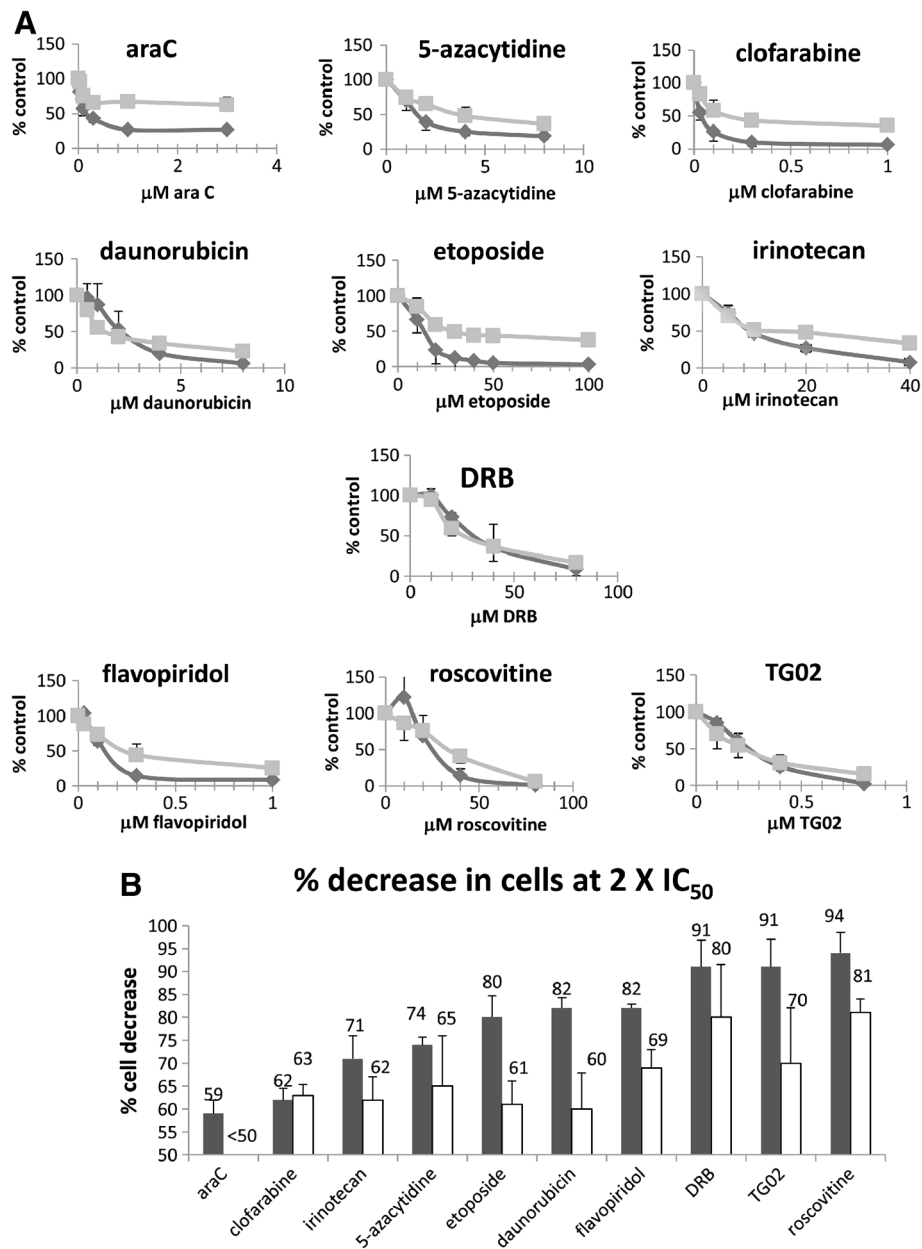 A
araC
5-azacytidine
clofarabine
% control
150
100
50
0
0 2 4
μM ara C
% control
150
100
50
0
0 5 10
μM 5-azacytidine
% control
150
100
50
0
0 0.5 1
μM clofarabine
daunorubicin
etoposide
irinotecan
% control
150
100
50
0
0 5 10
μM daunorubicin
% control
150
100
50
0
0 50 100
μM etoposide
% control
150
100
50
0
0 20 40
μM irinotecan
DRB
% control
150
100
50
0
0 50 100
μM DRB
flavopiridol
roscovitine
TG02
% control
150
100
50
0
0 0.5 1
μM flavopiridol
% control
150
100
50
0
0 50 100
μM roscovitine
% control
150
100
50
0
0 0.5 1
μM TG02
B
% decrease in cells at 2 X IC50
% cell decrease
100
95
90
85
80
75
70
65
60
55
50
59 <50
62 63
71 62
74 65
80 61
82 60
82 69
91 80
91 70
94 81
araC
clofarabine
irinotecan
5-azacytidine
etoposide
daunorubicin
flavopiridol
DRB
TG02
roscovitine